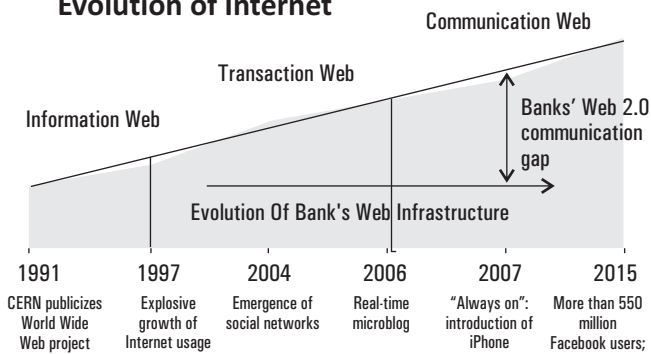 Evolution of Internet
Communication Web
Transaction Web
Information Web
Banks' Web 2.0
communication
gap
Evolution Of Bank's Web Infrastructure
1991
CERN publicizes
World Wide
Web project
1997
Explosive
growth of
Internet usage
2004
Emergence of
social networks
2006
Real-time
microblog
2007
“Always on”:
introduction of
iPhone
2015
More than 550
million
Facebook users;